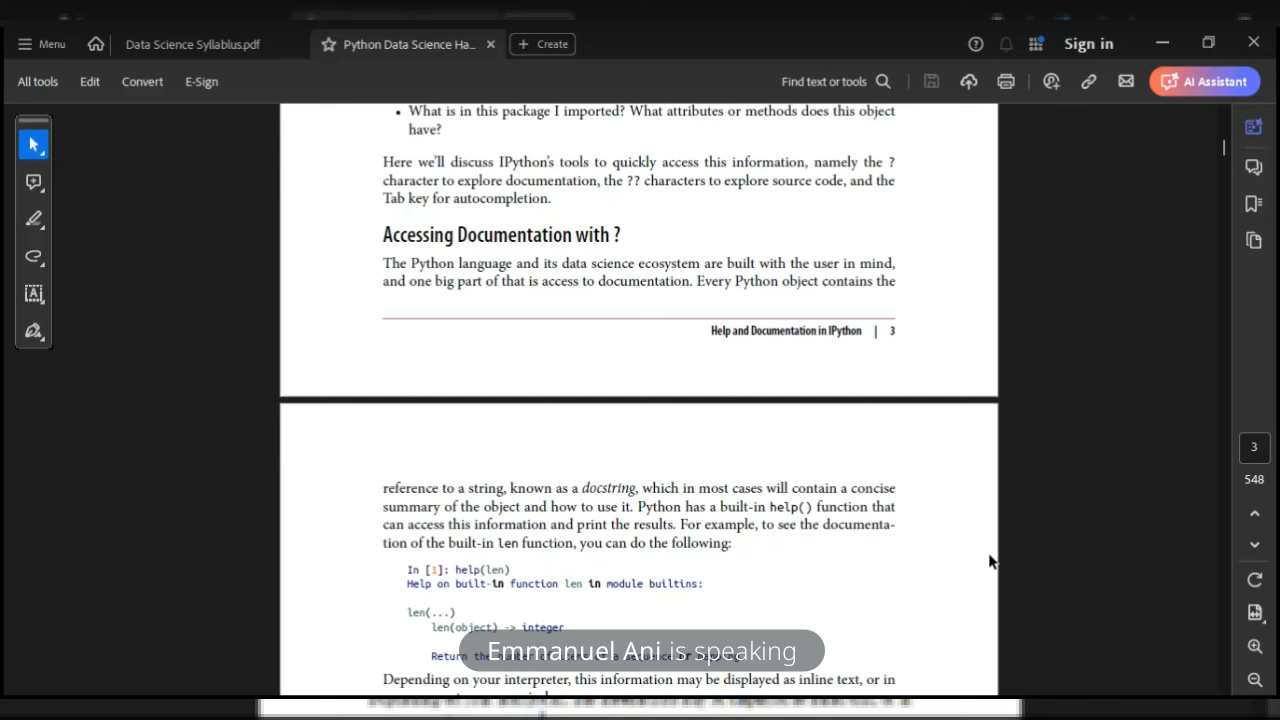 Menu
Data Science Syllablus.pdf
Python Data Science Ha...
Create
Sign in
All tools
Edit
Convert
E-Sign
Find text or tools
AI Assistant
• What is in this package I imported? What attributes or methods does this object
have?
Here we'll discuss IPython's tools to quickly access this information, namely the ?
character to explore documentation, the ?? characters to explore source code, and the
Tab key for autocompletion.
Accessing Documentation with ?
The Python language and its data science ecosystem are built with the user in mind,
and one big part of that is access to documentation. Every Python object contains the
Help and Documentation in IPython | 3
3
548
reference to a string, known as a docstring, which in most cases will contain a concise
summary of the object and how to use it. Python has a built-in help() function that
can access this information and print the results. For example, to see the documenta-
tion of the built-in len function, you can do the following:
In [1]: help(len)
Help on built-in function len in module builtins:
len(...)
len(object) -> integer
Emmanuel Ani is speaking
Return the
Depending on your interpreter, this information may be displayed as inline text, or in